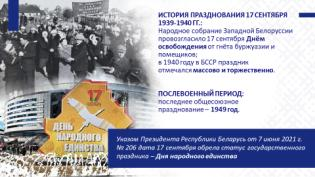 ИСТОРИЯ ПРАЗДНОВАНИЯ 17 СЕНТЯБРЯ
1939-1940 ГГ.:
Народное собрание Западной Белоруссии
провозгласило 17 сентября Днём
освобождения от гнёта буржуазии и
помещиков;
в 1940 году в БССР праздник
отмечался массово и торжественно.
ПОСЛЕВОЕННЫЙ ПЕРИОД:
последнее общесоюзное
празднование – 1949 год.
17
СЕНТЯБРЯ
ДЕНЬ
НАРОДНОГО
ЕДИНСТВА
Указом Президента Республики Беларусь от 7 июня 2021 г.
№ 206 дата 17 сентября обрела статус государственного
праздника – Дня народного единства